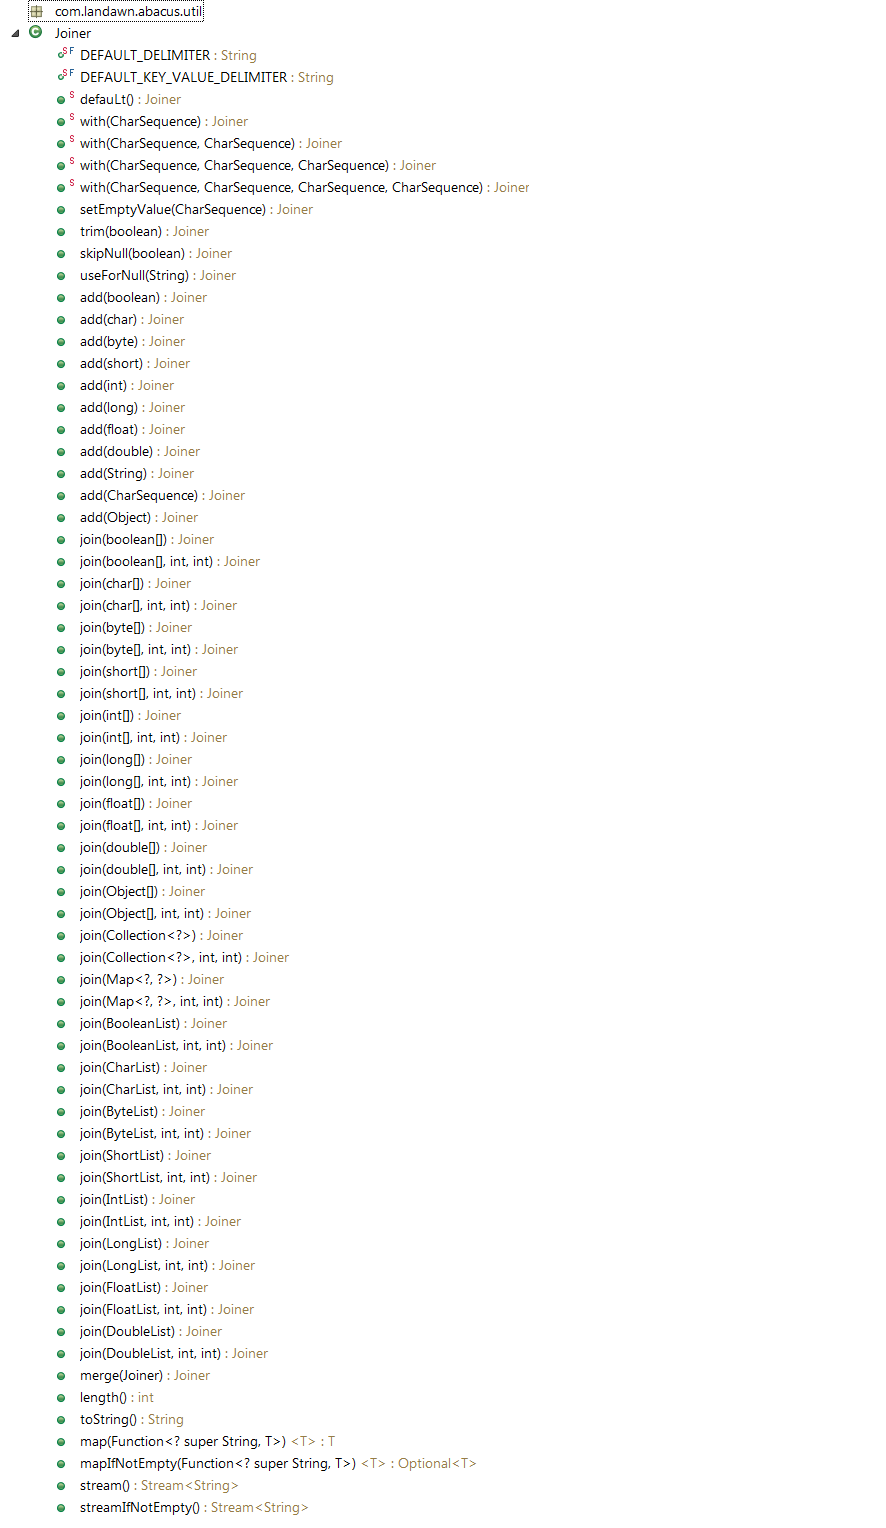 com.landawn.abacus.util
C Joiner
S F DEFAULT_DELIMITER : String
S F DEFAULT_KEY_VALUE_DELIMITER : String
S defauLt() : Joiner
S with(CharSequence) : Joiner
S with(CharSequence, CharSequence) : Joiner
S with(CharSequence, CharSequence, CharSequence) : Joiner
S with(CharSequence, CharSequence, CharSequence, CharSequence) : Joiner
setEmptyValue(CharSequence) : Joiner
trim(boolean) : Joiner
skipNull(boolean) : Joiner
useForNull(String) : Joiner
add(boolean) : Joiner
add(char) : Joiner
add(byte) : Joiner
add(short) : Joiner
add(int) : Joiner
add(long) : Joiner
add(float) : Joiner
add(double) : Joiner
add(String) : Joiner
add(CharSequence) : Joiner
add(Object) : Joiner
join(boolean[]) : Joiner
join(boolean[], int, int) : Joiner
join(char[]) : Joiner
join(char[], int, int) : Joiner
join(byte[]) : Joiner
join(byte[], int, int) : Joiner
join(short[]) : Joiner
join(short[], int, int) : Joiner
join(int[]) : Joiner
join(int[], int, int) : Joiner
join(long[]) : Joiner
join(long[], int, int) : Joiner
join(float[]) : Joiner
join(float[], int, int) : Joiner
join(double[]) : Joiner
join(double[], int, int) : Joiner
join(Object[]) : Joiner
join(Object[], int, int) : Joiner
join(Collection<?>) : Joiner
join(Collection<?>, int, int) : Joiner
join(Map<?, ?>) : Joiner
join(Map<?, ?>, int, int) : Joiner
join(BooleanList) : Joiner
join(BooleanList, int, int) : Joiner
join(CharList) : Joiner
join(CharList, int, int) : Joiner
join(ByteList) : Joiner
join(ByteList, int, int) : Joiner
join(ShortList) : Joiner
join(ShortList, int, int) : Joiner
join(IntList) : Joiner
join(IntList, int, int) : Joiner
join(LongList) : Joiner
join(LongList, int, int) : Joiner
join(FloatList) : Joiner
join(FloatList, int, int) : Joiner
join(DoubleList) : Joiner
join(DoubleList, int, int) : Joiner
merge(Joiner) : Joiner
length() : int
toString() : String
map(Function<? super String, T>) <T> : T
mapIfNotEmpty(Function<? super String, T>) <T> : Optional<T>
stream() : Stream<String>
streamIfNotEmpty() : Stream<String>